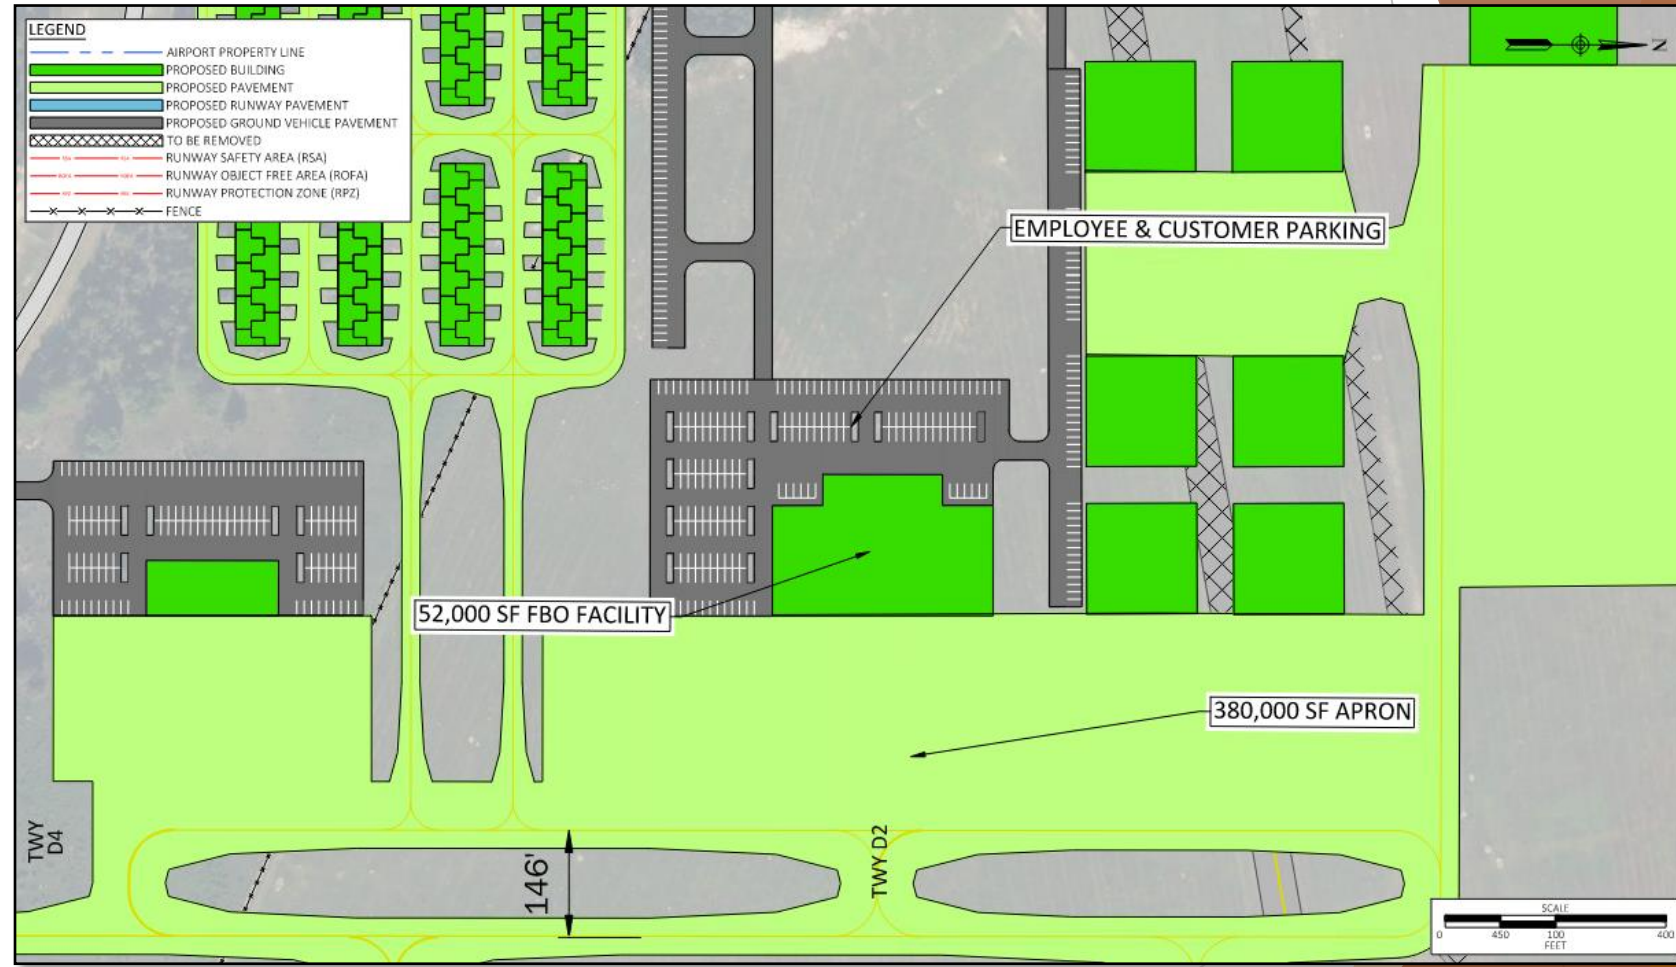 LEGEND
AIRPORT PROPERTY LINE
PROPOSED BUILDING
PROPOSED PAVEMENT
PROPOSED RUNWAY PAVEMENT
PROPOSED GROUND VEHICLE PAVEMENT
TO BE REMOVED
RUNWAY SAFETY AREA (RSA)
RUNWAY OBJECT FREE AREA (ROFA)
RUNWAY PROTECTION ZONE (RPZ)
FENCE
N
EMPLOYEE & CUSTOMER PARKING
52,000 SF FBO FACILITY
380,000 SF APRON
TWY
D4
146'
TWY D2
SCALE
0 450 100 400
FEET